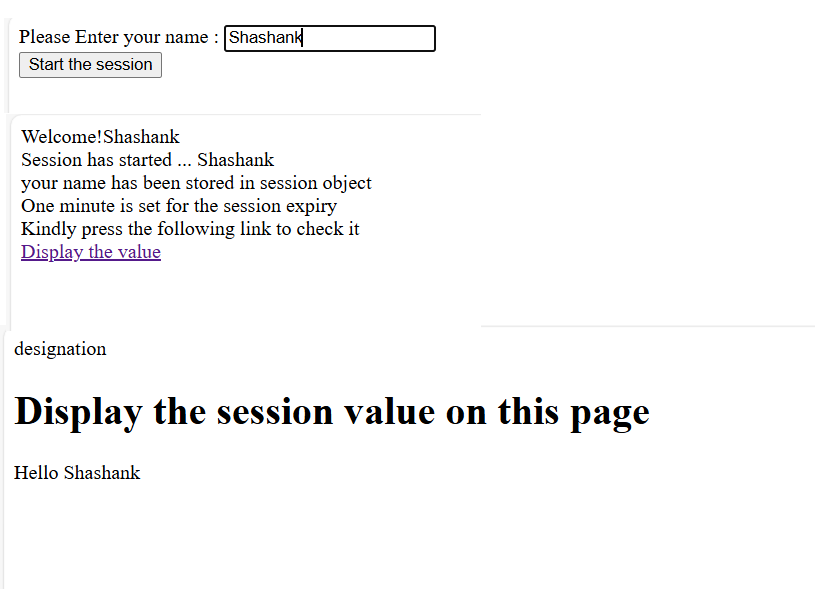 Please Enter your name : Shashank
Start the session
Welcome!Shashank
Session has started ... Shashank
your name has been stored in session object
One minute is set for the session expiry
Kindly press the following link to check it
Display the value
designation
Display the session value on this page
Hello Shashank